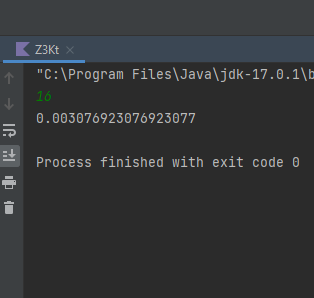 Z3Kt
"C:\Program Files\Java\jdk-17.0.1\b
16
0.003076923076923077
Process finished with exit code 0